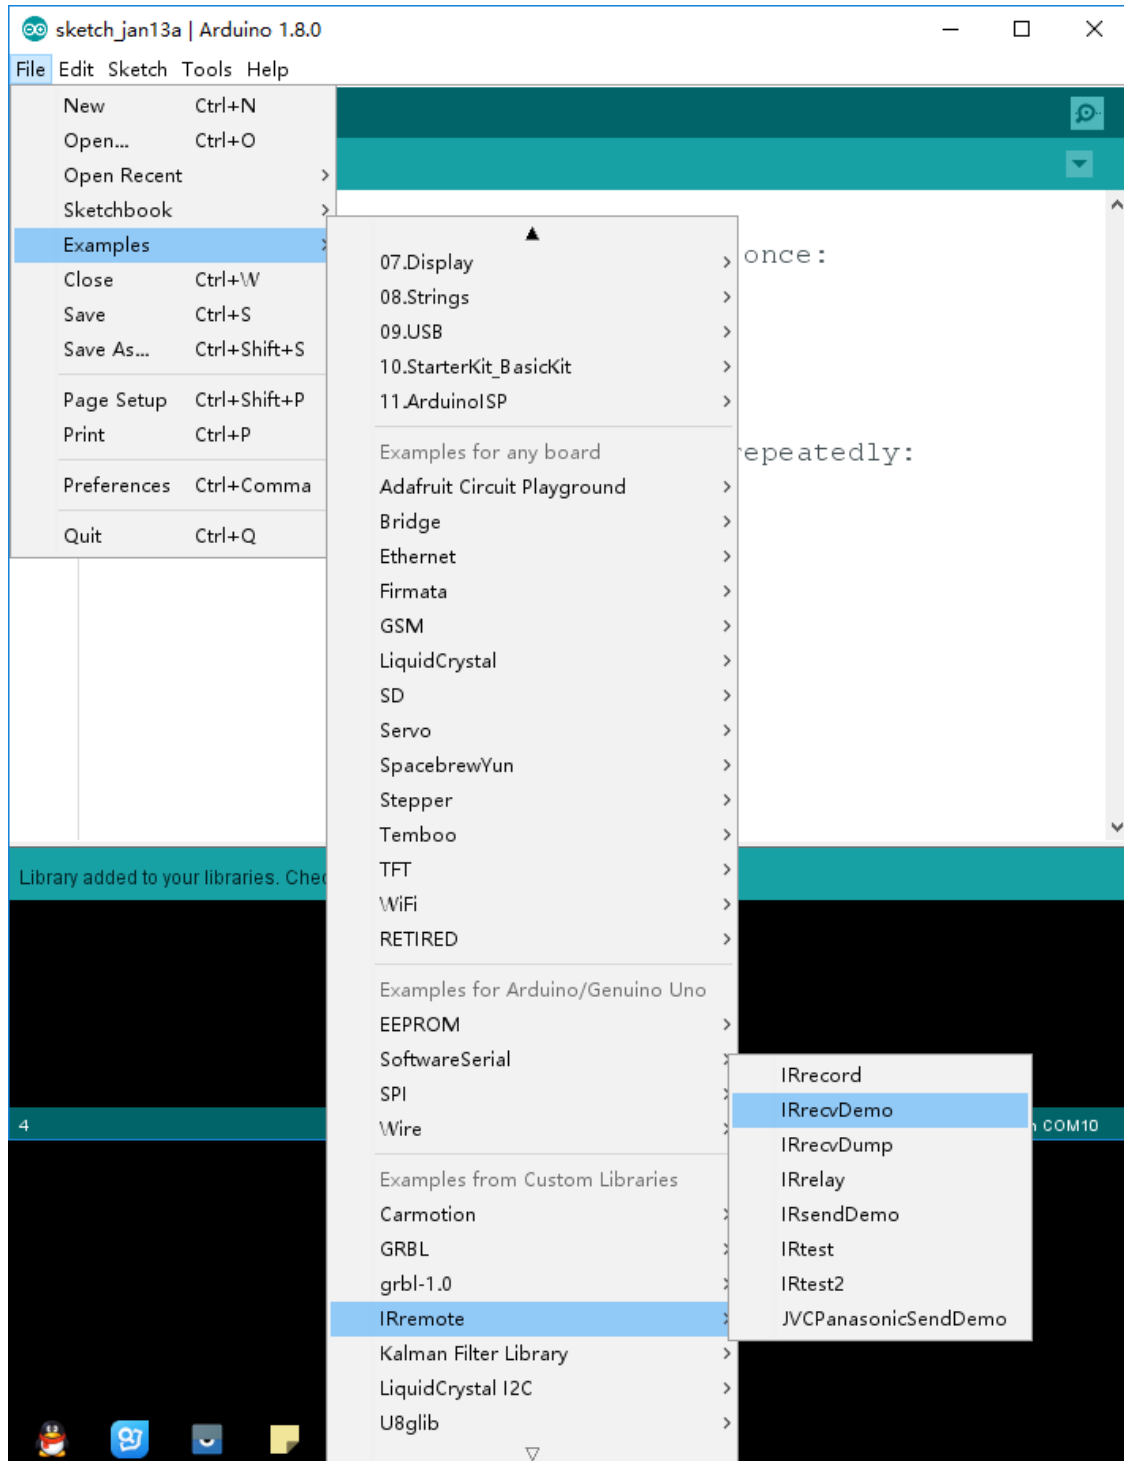 sketch_jan13a | Arduino 1.8.0
File Edit Sketch Tools Help
New Ctrl+N
Open... Ctrl+O
Open Recent
Sketchbook
Examples
Close Ctrl+W
Save Ctrl+S
Save As... Ctrl+Shift+S
Page Setup Ctrl+Shift+P
Print Ctrl+P
Preferences Ctrl+Comma
Quit Ctrl+Q
07.Display
08.Strings
09.USB
10.StarterKit_BasicKit
11.ArduinoISP
Examples for any board
Adafruit Circuit Playground
Bridge
Ethernet
Firmata
GSM
LiquidCrystal
SD
Servo
SpacebrewYun
Stepper
Temboo
TFT
WiFi
RETIRED
Examples for Arduino/Genuino Uno
EEPROM
SoftwareSerial
SPI
Wire
Examples from Custom Libraries
Carmotion
GRBL
grbl-1.0
IRremote
Kalman Filter Library
LiquidCrystal I2C
U8glib
IRrecord
IRrecvDemo
IRrecvDump
IRrelay
IRsendDemo
IRtest
IRtest2
JVCPanasonicSendDemo
once:
epeatedly:
Library added to your libraries. Chec
4
COM10